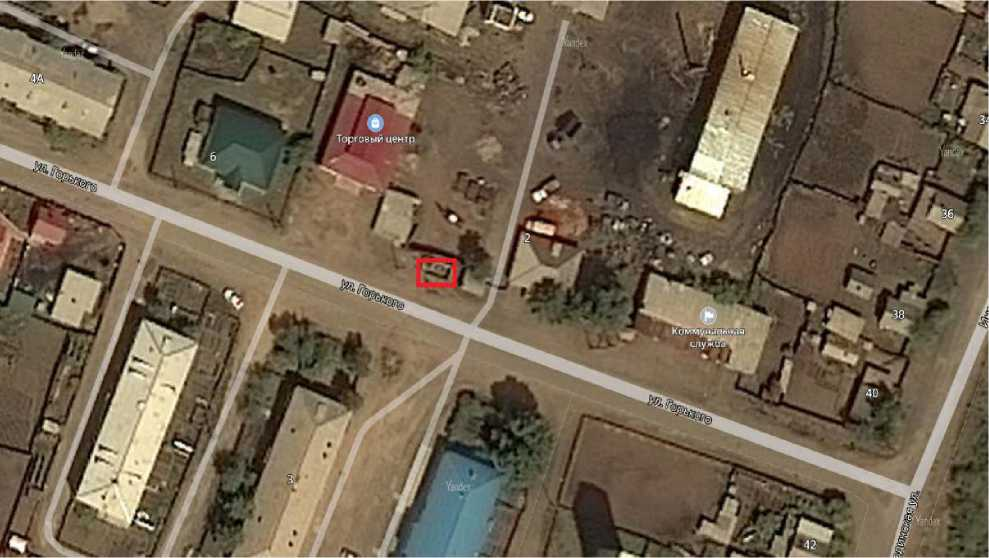 Yandex
4А
Yandex
34
Торговый центр
6
Yandex
ул. Горького
36
2
ул. Горького
38
Коммунальная
служба
40
ул. Горького
3
Yandex
Yandex
42